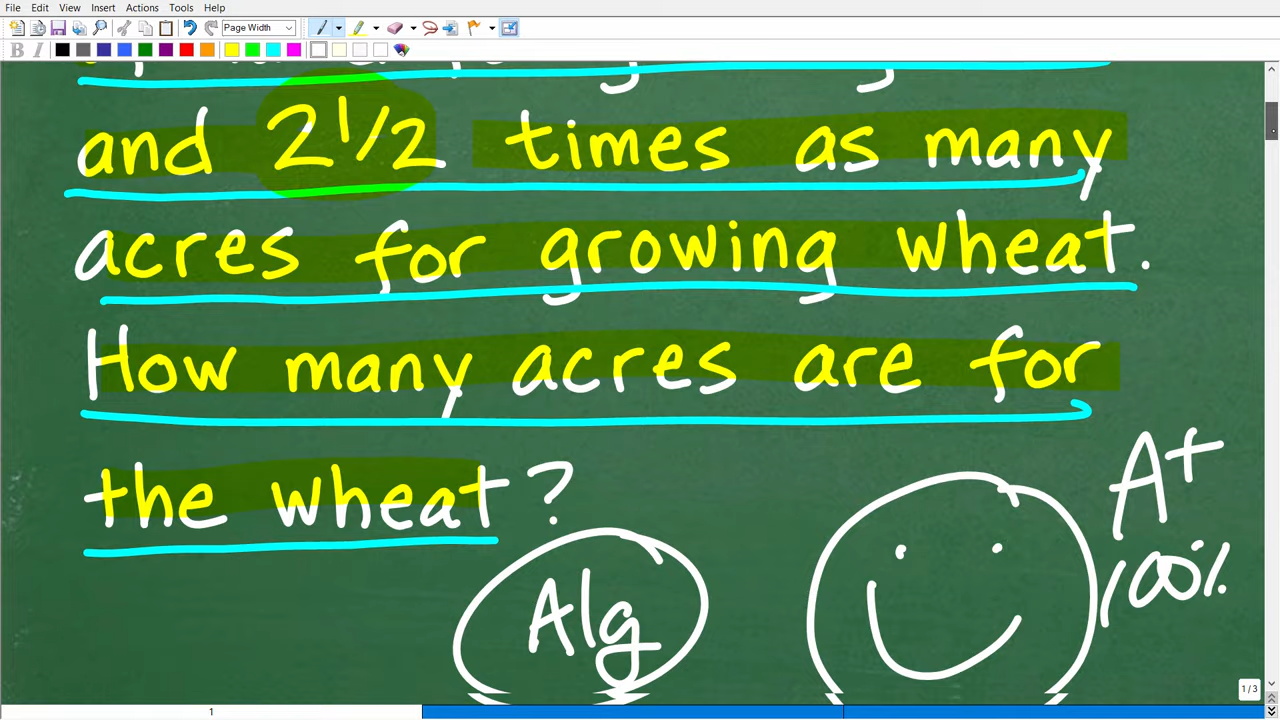 File Edit View Insert Actions Tools Help
Page Width
B I
and 2 1/2 times as many
acres for growing wheat.
How many acres are for
the wheat?
A+
100%
Alg
1/3
1